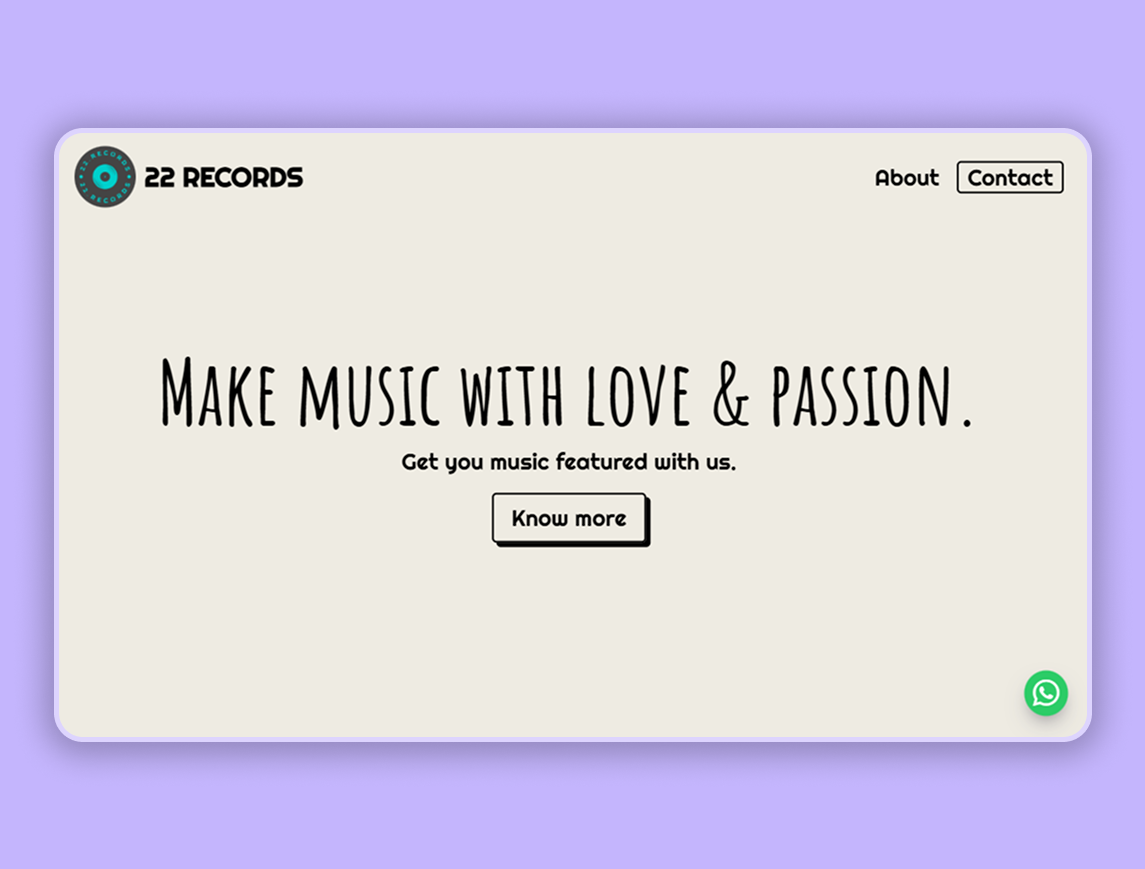 22 RECORDS
22 RECORDS
22 RECORDS
About
Contact
Make music with love & passion.
Get you music featured with us.
Know more